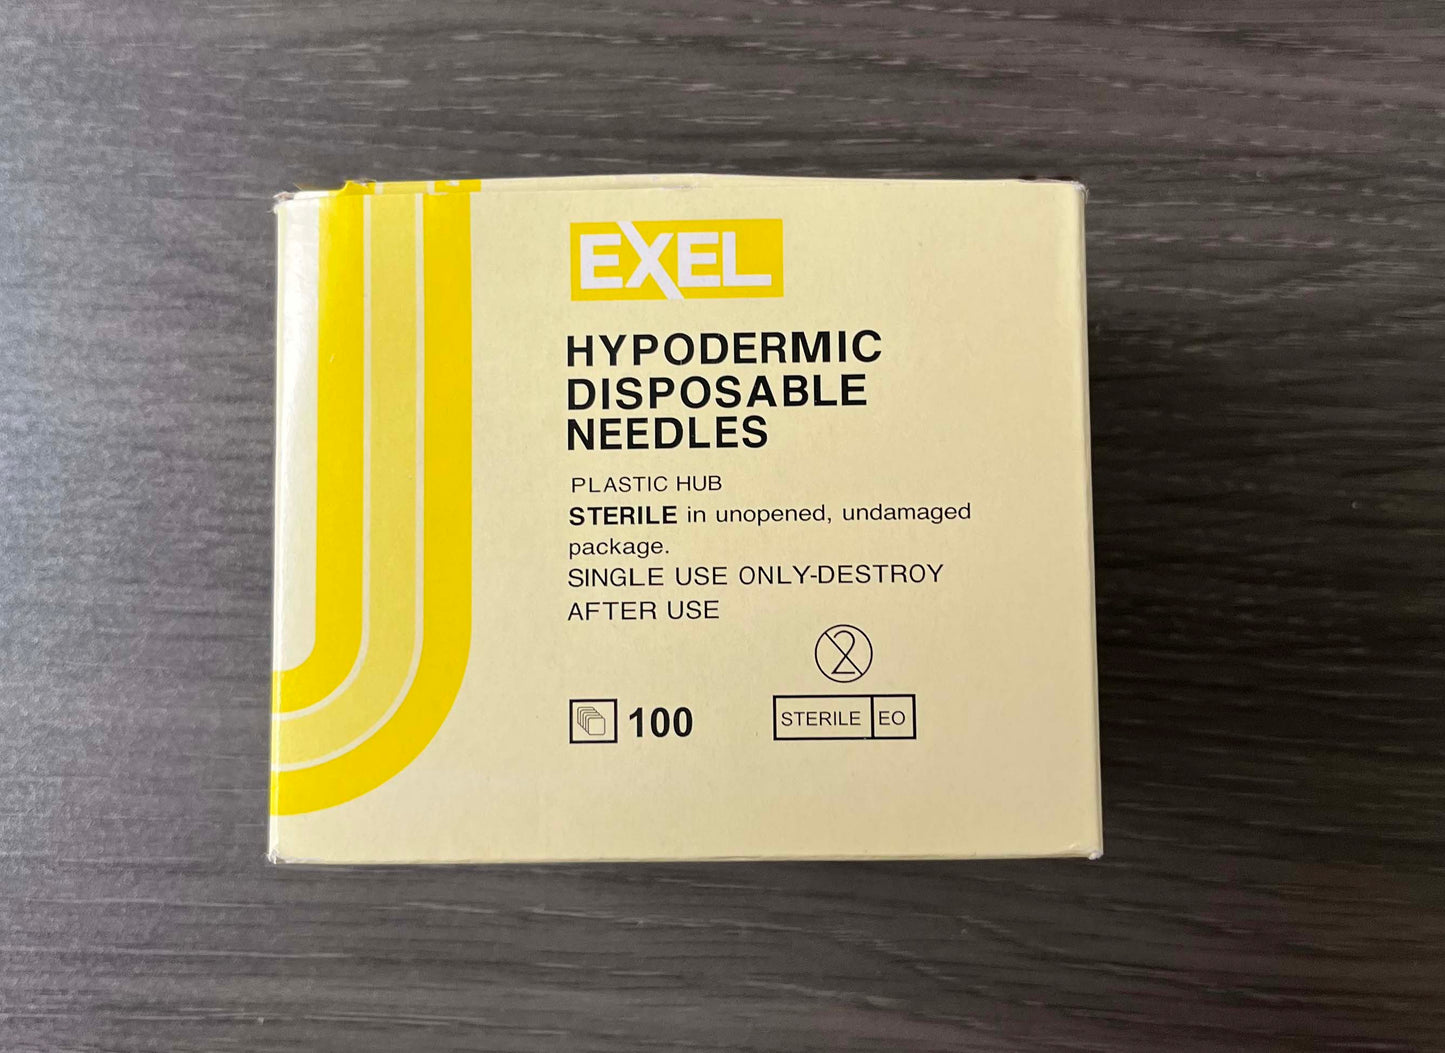 EXEL
HYPODERMIC
DISPOSABLE
NEEDLES
PLASTIC HUB
STERILE in unopened, undamaged
package.
SINGLE USE ONLY-DESTROY
AFTER USE
2
100
STERILE EO